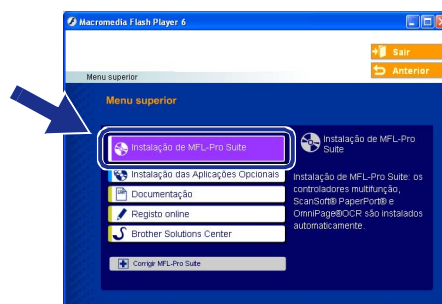 Macromedia Flash Player 6
Sair
Anterior
Menu superior
Menu superior
Instalação de MFL-Pro Suite
Instalação das Aplicações Opcionais
Documentação
Registo online
Brother Solutions Center
Corrigir MFL-Pro Suite
Instalação de MFL-Pro
Suite
Instalação de MFL-Pro Suite: os
controladores multifunção,
ScanSoft® PaperPort® e
OmniPage®OCR são instalados
automaticamente.